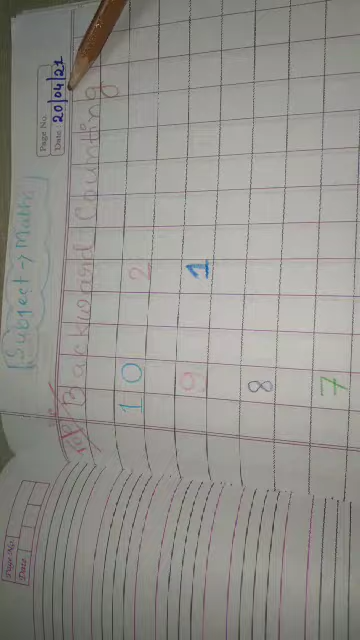 Subject → Maths
Page No.
Date: 20/04/21
Top/ Backward Counting
10 2
9 1
8
7
Page No.
Date